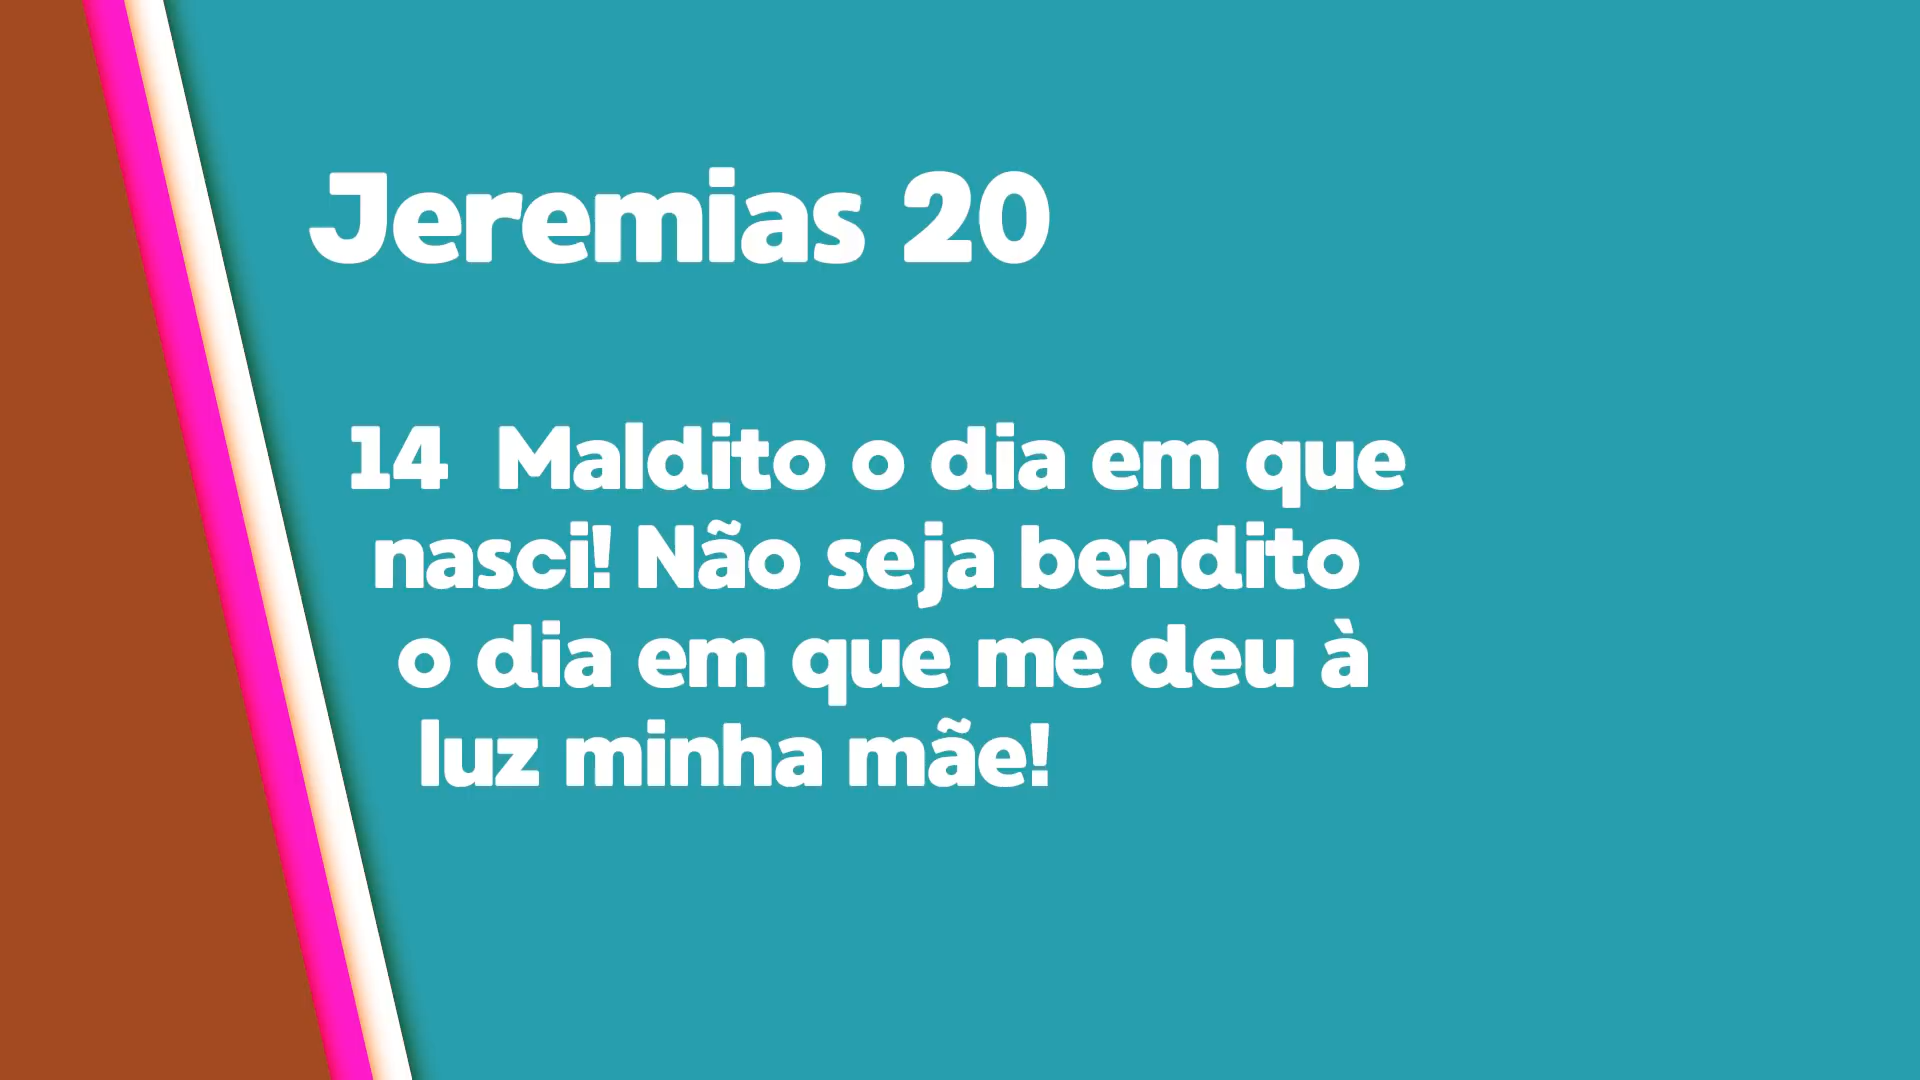 Jeremias 20
14 Maldito o dia em que
nasci! Não seja bendito
o dia em que me deu à
luz minha mãe!